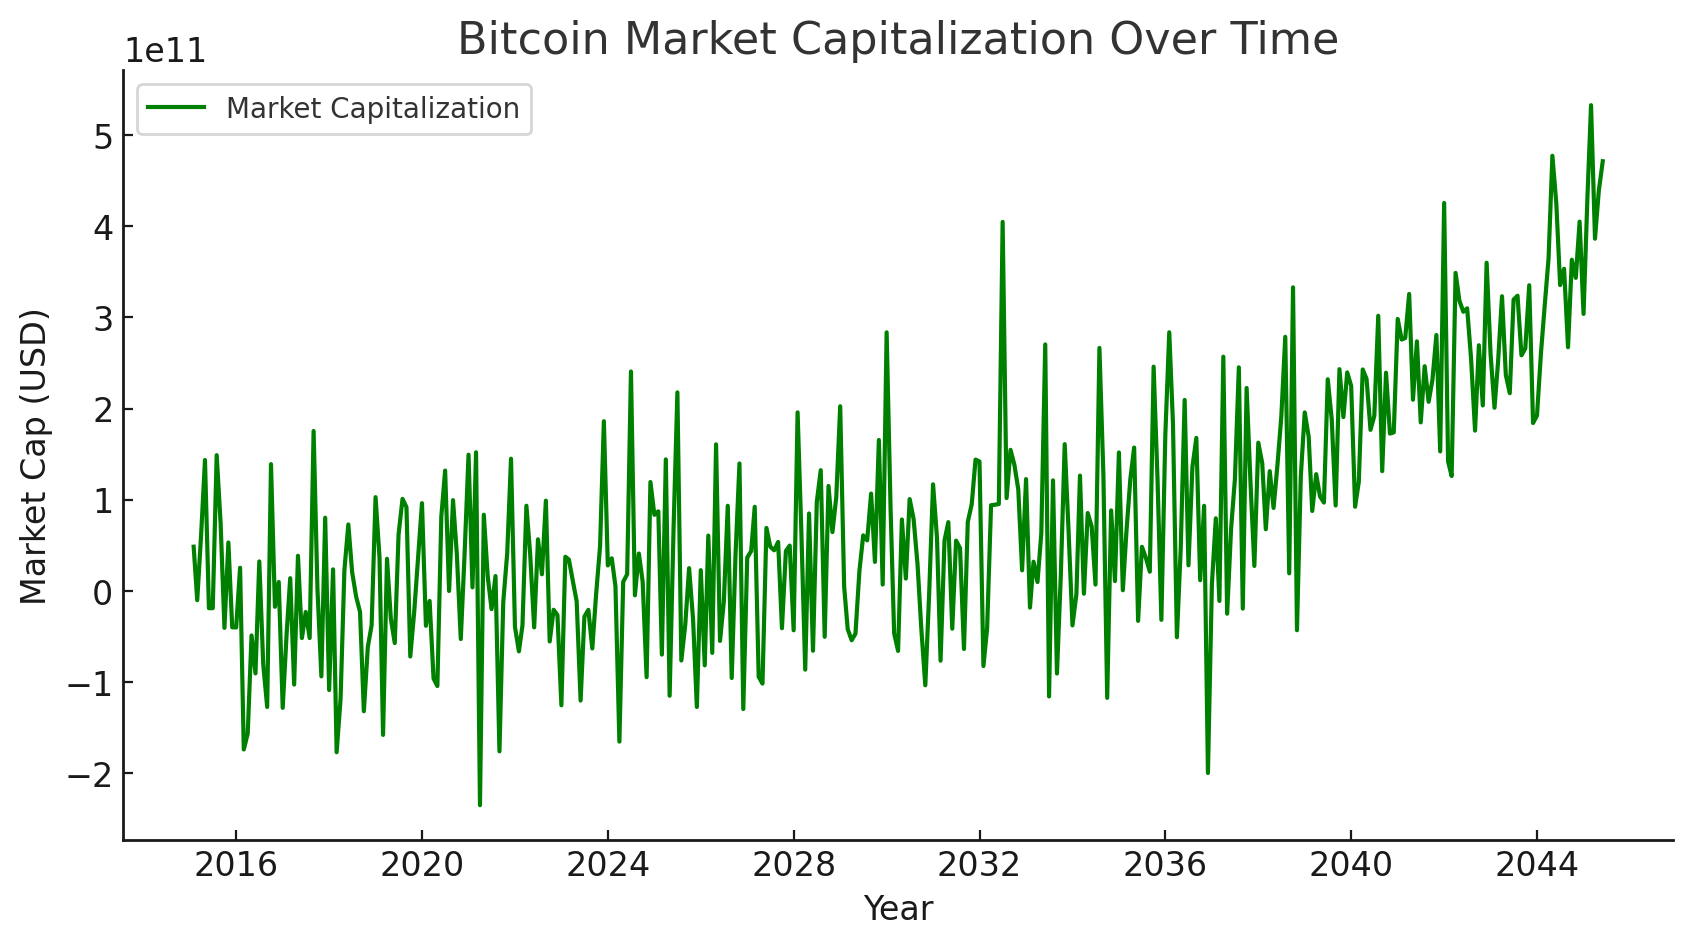 Bitcoin Market Capitalization Over Time
1e11
Market Capitalization
5
4
3
2
1
0
−1
−2
Market Cap (USD)
2016 2020 2024 2028 2032 2036 2040 2044
Year